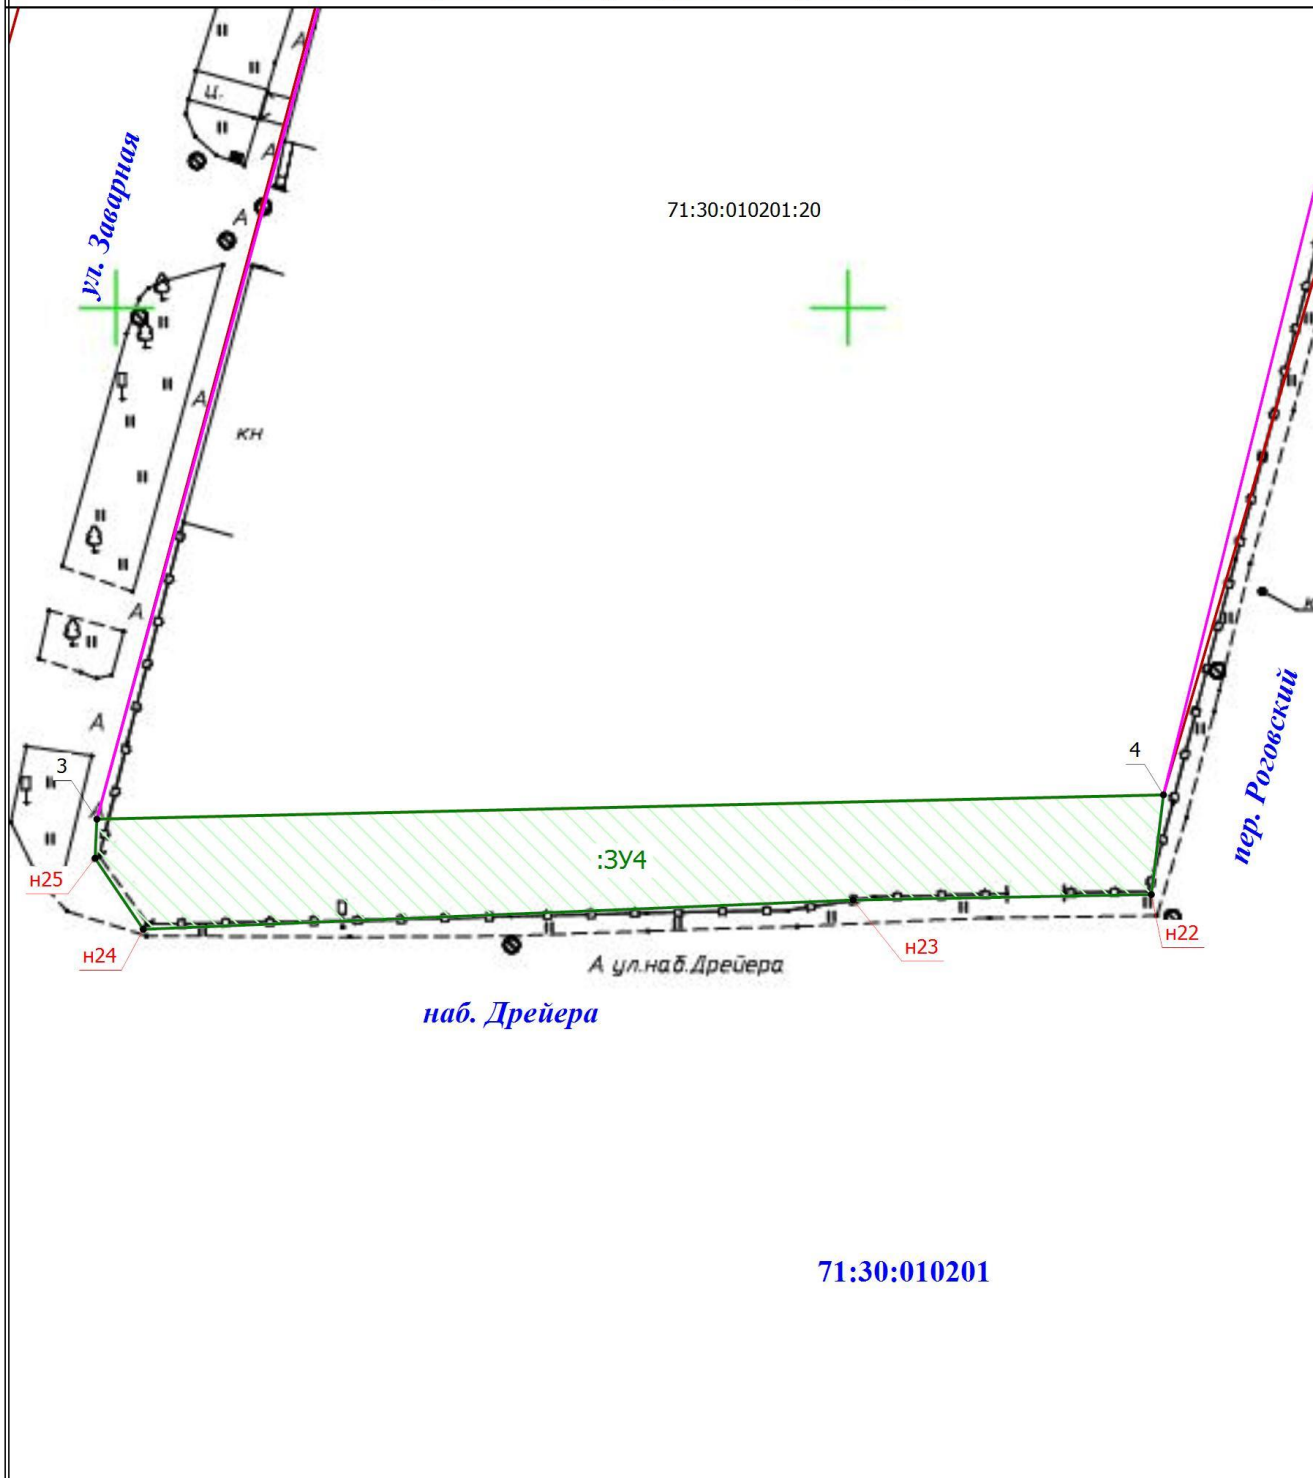 А
ц.
ул. Заварная
А
А
71:30:010201:20
А
кн
А
А
пер. Роговский
3
4
:ЗУ4
н25
н24
н23
н22
А ул.наб.Дрейера
наб. Дрейера
71:30:010201